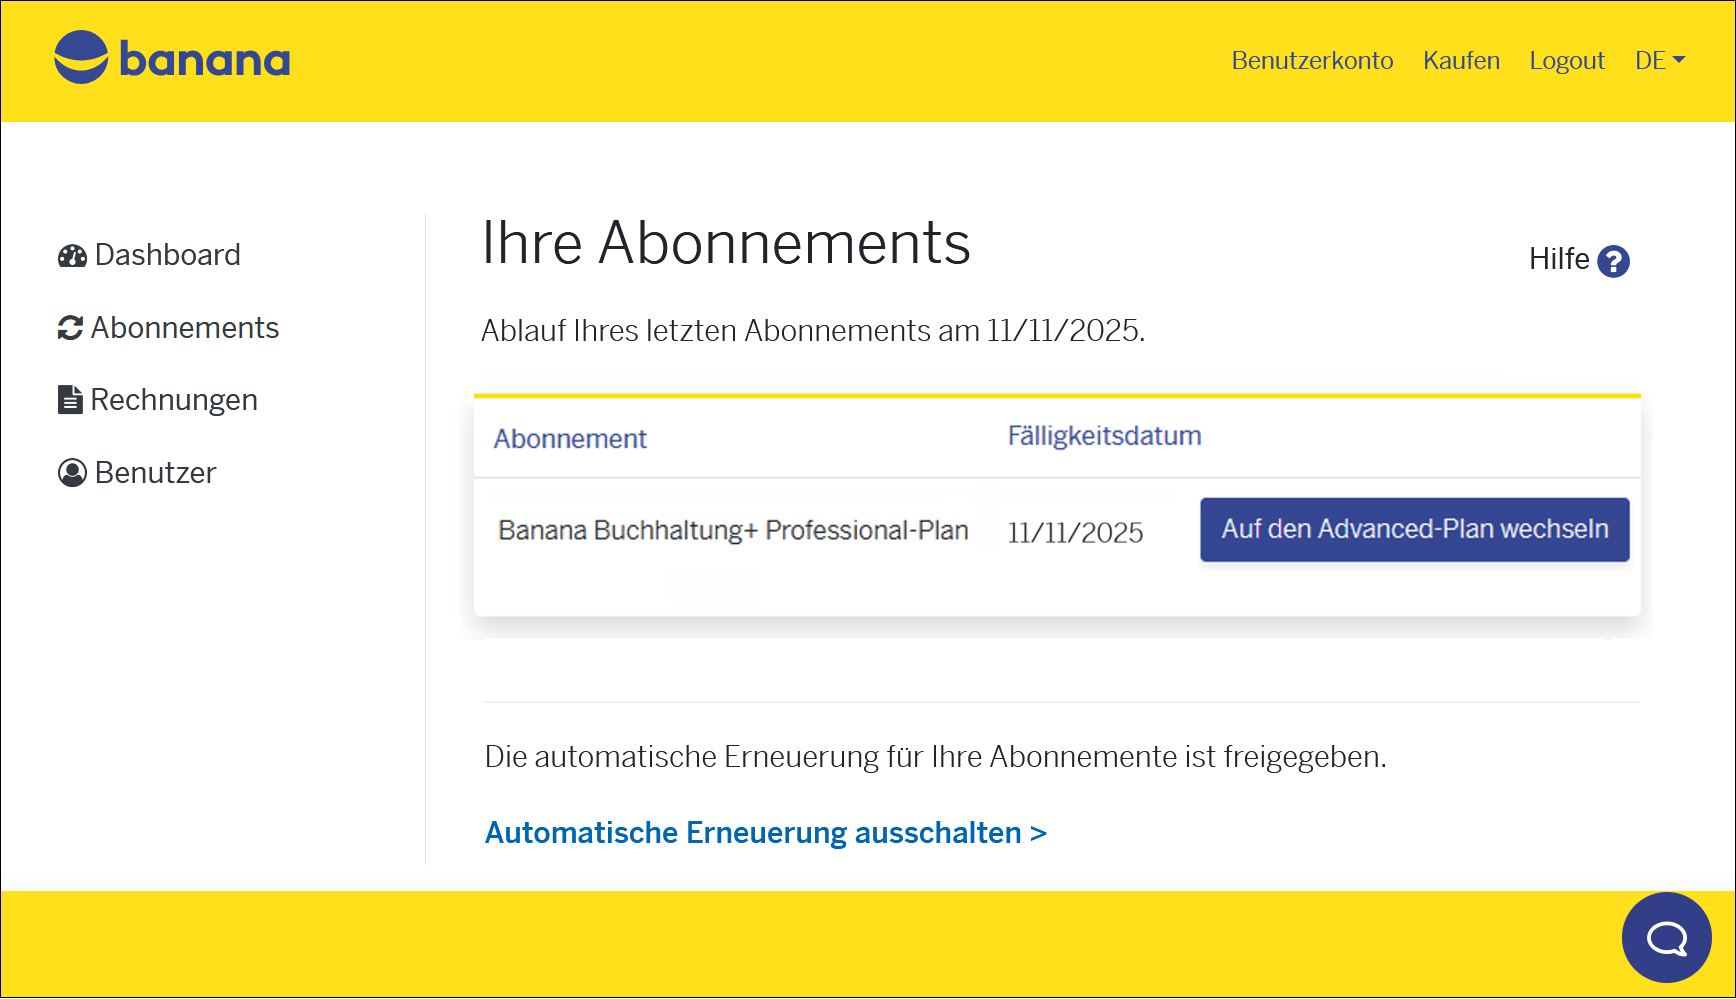 banana
Benutzerkonto Kaufen Logout DE
Dashboard
Abonnements
Rechnungen
Benutzer
Ihre Abonnements
Hilfe ?
Ablauf Ihres letzten Abonnements am 11/11/2025.
Abonnement Fälligkeitsdatum
Banana Buchhaltung+ Professional-Plan 11/11/2025 Auf den Advanced-Plan wechseln
Die automatische Erneuerung für Ihre Abonnemente ist freigegeben.
Automatische Erneuerung ausschalten >